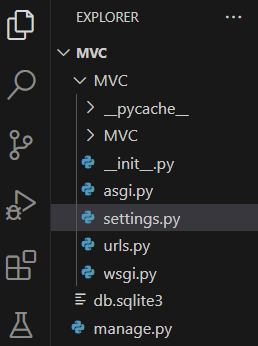 EXPLORER
MVC
MVC
__pycache__
MVC
__init__.py
asgi.py
settings.py
urls.py
wsgi.py
db.sqlite3
manage.py